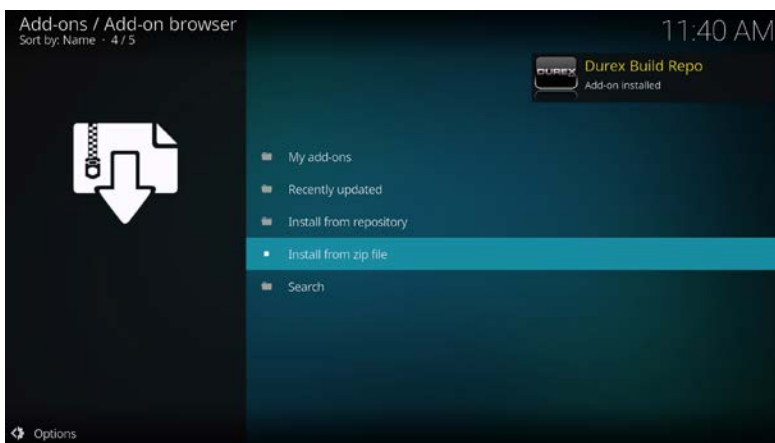 Add-ons / Add-on browser
Sort by: Name · 4 / 5
11:40 AM
DUREX
Durex Build Repo
Add-on installed
My add-ons
Recently updated
Install from repository
Install from zip file
Search
Options